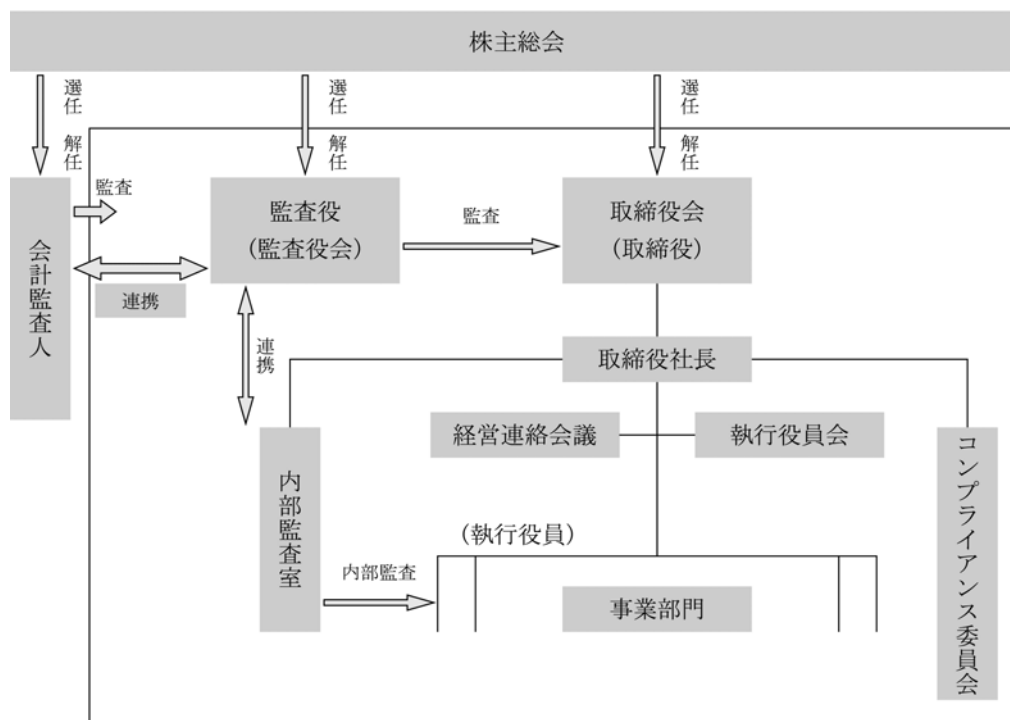 株主総会
選任
解任
選任
解任
選任
解任
監査
会計監査人
連携
監査役
(監査役会)
監査
取締役会
(取締役)
連携
取締役社長
経営連絡会議
執行役員会
内部監査室
コンプライアンス委員会
(執行役員)
内部監査
事業部門